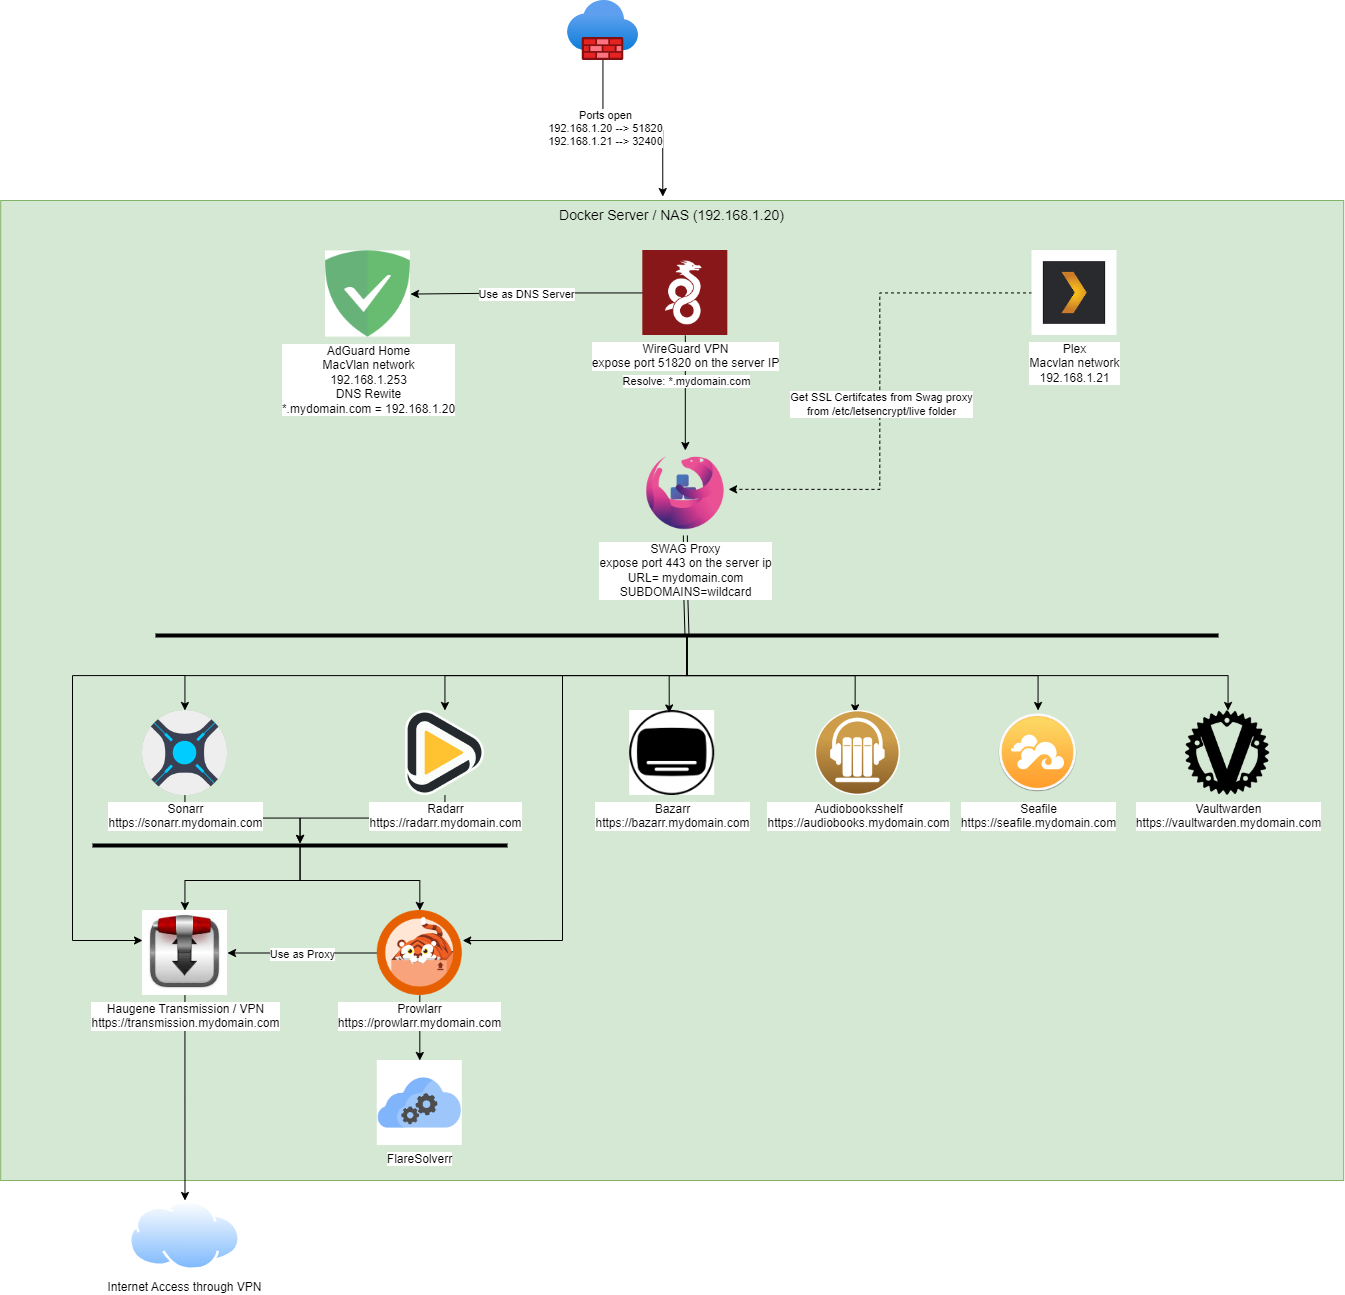 Ports open
192.168.1.20 --> 51820
192.168.1.21 --> 32400
Docker Server / NAS (192.168.1.20)
Use as DNS Server
AdGuard Home
MacVlan network
192.168.1.253
DNS Rewite
*.mydomain.com = 192.168.1.20
WireGuard VPN
expose port 51820 on the server IP
Resolve: *.mydomain.com
Plex
Macvlan network
192.168.1.21
Get SSL Certifcates from Swag proxy
from /etc/letsencrypt/live folder
SWAG Proxy
expose port 443 on the server ip
URL= mydomain.com
SUBDOMAINS=wildcard
Sonarr
https://sonarr.mydomain.com
Radarr
https://radarr.mydomain.com
Bazarr
https://bazarr.mydomain.com
Audiobooksshelf
https://audiobooks.mydomain.com
Seafile
https://seafile.mydomain.com
Vaultwarden
https://vaultwarden.mydomain.com
Use as Proxy
Haugene Transmission / VPN
https://transmission.mydomain.com
Prowlarr
https://prowlarr.mydomain.com
FlareSolverr
Internet Access through VPN